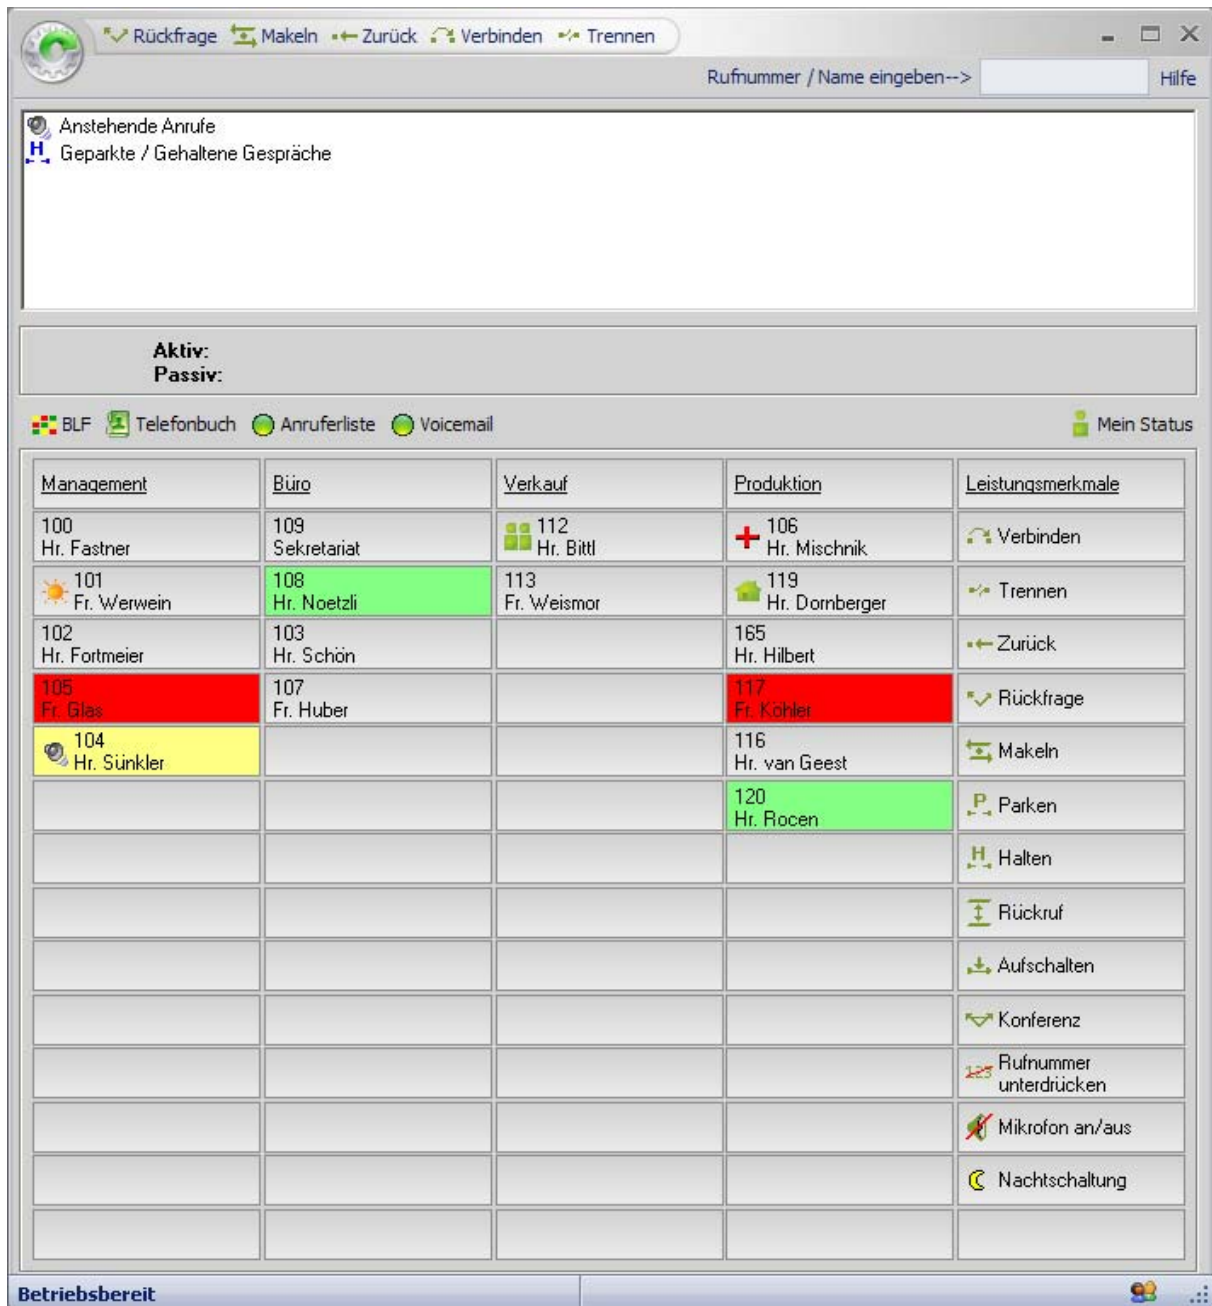 Rückfrage Makeln Zurück Verbinden Trennen
Rufnummer / Name eingeben--> Hilfe
Anstehende Anrufe
H Geparkte / Gehaltene Gespräche
Aktiv:
Passiv:
BLF Telefonbuch Anruferliste Voicemail Mein Status
Management Büro Verkauf Produktion Leistungsmerkmale
100 109 112 106
Hr. Fastner Sekretariat Hr. Bittl Hr. Mischnik Verbinden
101 108 113 119
Fr. Werwein Hr. Noetzli Fr. Weismor Hr. Dornberger Trennen
102 103 165
Hr. Fortmeier Hr. Schön Hr. Hilbert Zurück
105 107 117
Fr. Glas Fr. Huber Fr. Köhler Rückfrage
104 116
Hr. Sünkler Hr. van Geest Makeln
120
Hr. Rocen P Parken
H Halten
Rückruf
Aufschalten
Konferenz
123 Rufnummer
unterdrücken
Mikrofon an/aus
Nachtschaltung
Betriebsbereit